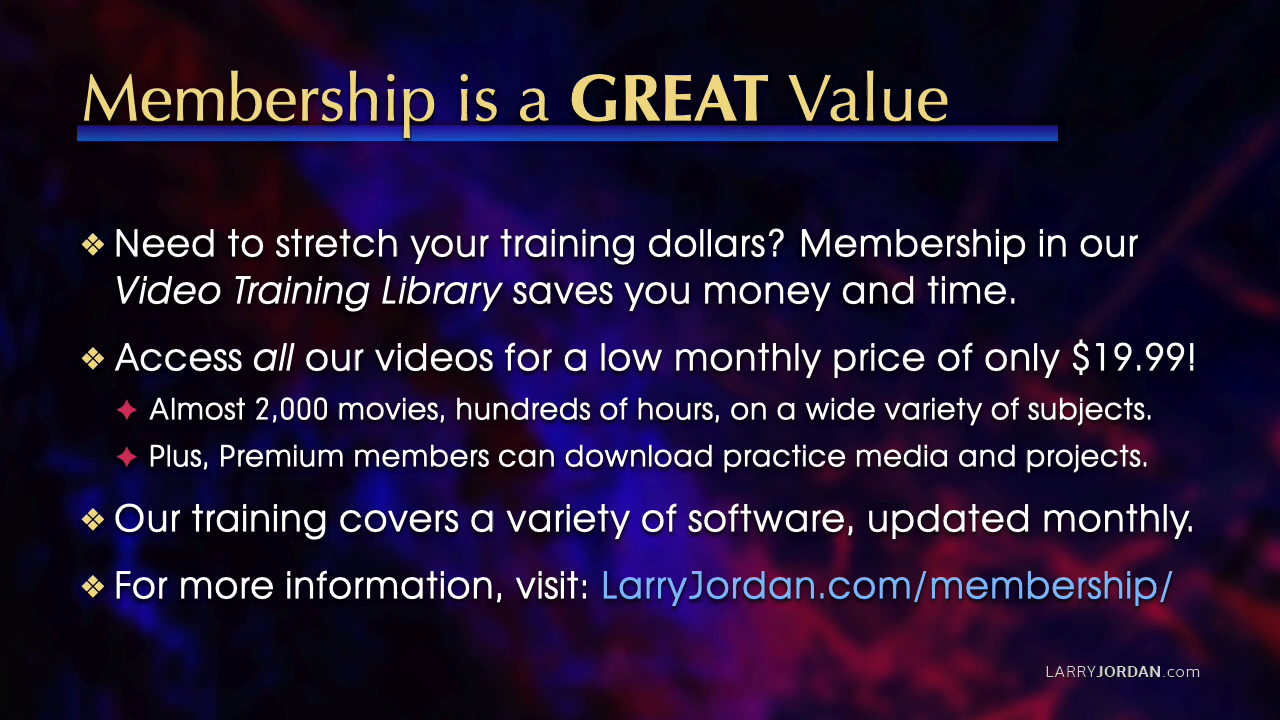 Membership is a GREAT Value
❖ Need to stretch your training dollars? Membership in our
Video Training Library saves you money and time.
❖ Access all our videos for a low monthly price of only $19.99!
✦ Almost 2,000 movies, hundreds of hours, on a wide variety of subjects.
✦ Plus, Premium members can download practice media and projects.
❖ Our training covers a variety of software, updated monthly.
❖ For more information, visit: LarryJordan.com/membership/
LARRYJORDAN.com